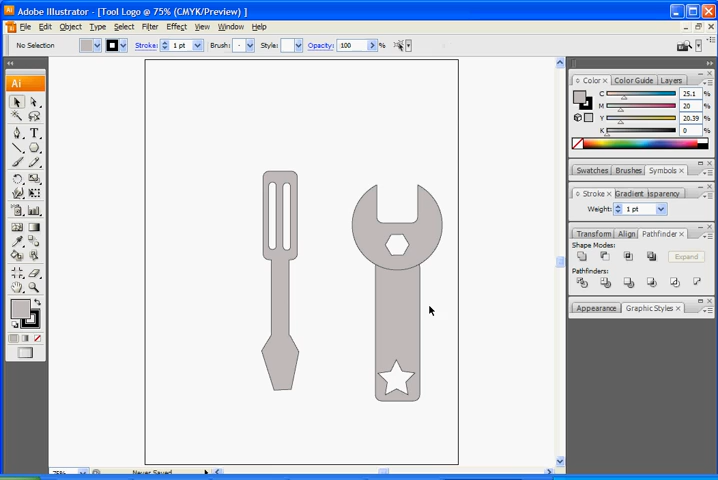 Adobe Illustrator - [Tool Logo @ 75% (CMYK/Preview) ]
File Edit Object Type Select Filter Effect View Window Help
No Selection Stroke: 1 pt Brush: Style: Opacity: 100 %
Ai
Color × Color Guide Layers
C 25.1 %
M 20 %
Y 20.39 %
K 0 %
Swatches Brushes Symbols ×
Stroke × Gradient sparency
Weight: 1 pt
Transform Align Pathfinder ×
Shape Modes:
Expand
Pathfinders:
Appearance Graphic Styles ×
75% Never Saved